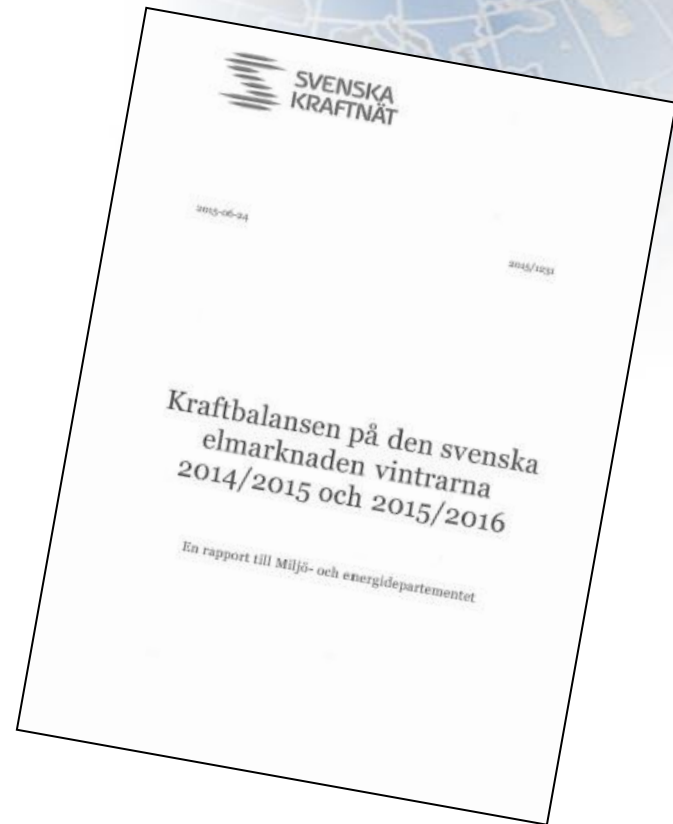 SVENSKA
KRAFTNÄT
2015-06-24
2015/1231
Kraftbalansen på den svenska
elmarknaden vintrarna
2014/2015 och 2015/2016
En rapport till Miljö- och energidepartementet